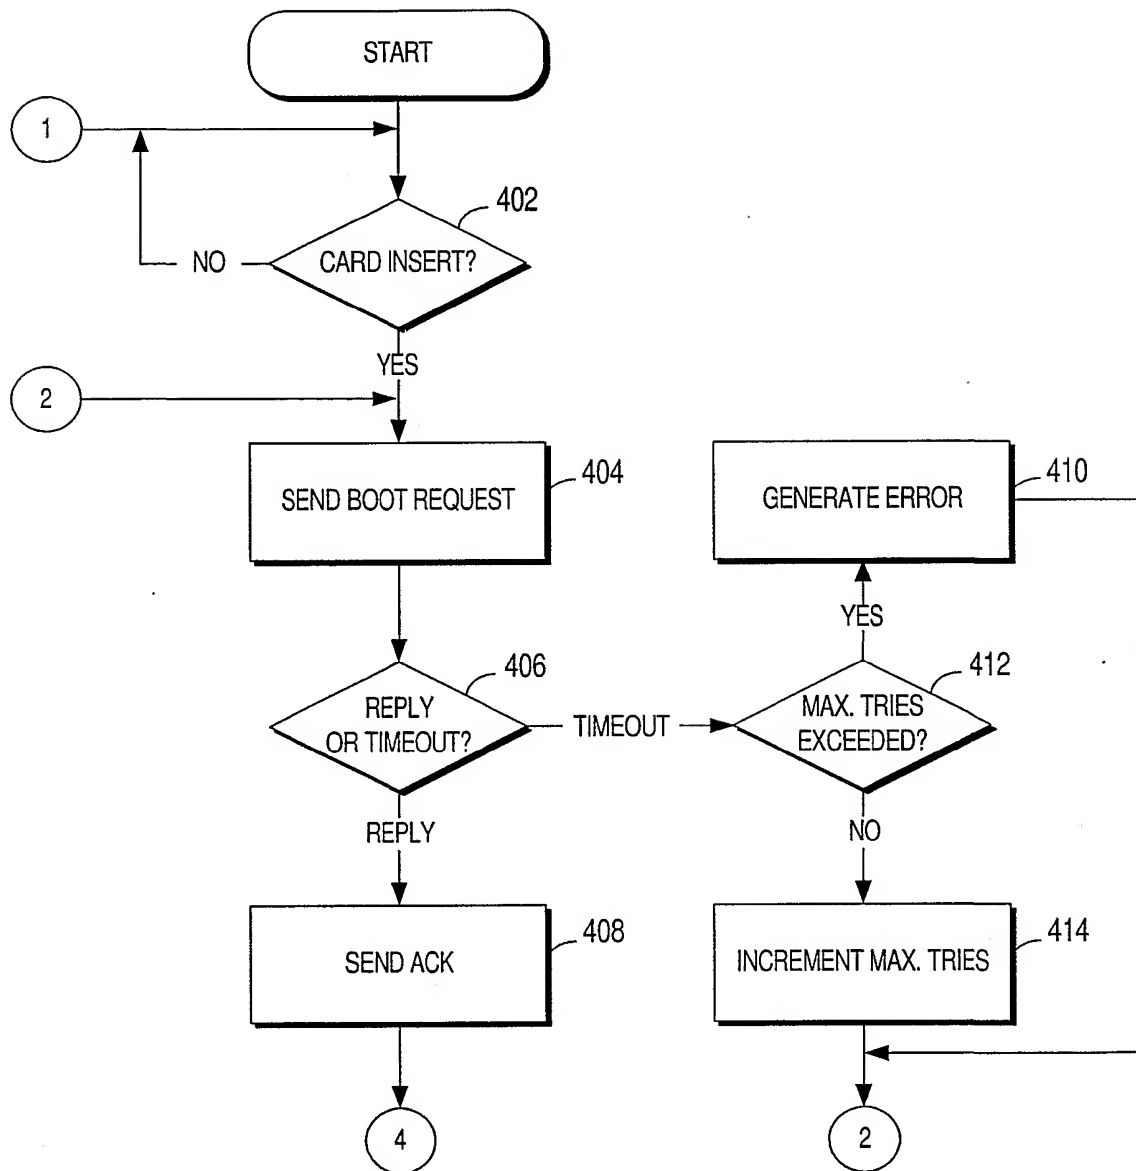 START
1
402
CARD INSERT?
NO
YES
2
SEND BOOT REQUEST
404
GENERATE ERROR
410
YES
REPLY
OR TIMEOUT?
406
TIMEOUT
MAX. TRIES
EXCEEDED?
412
REPLY
NO
SEND ACK
408
INCREMENT MAX. TRIES
414
4
2